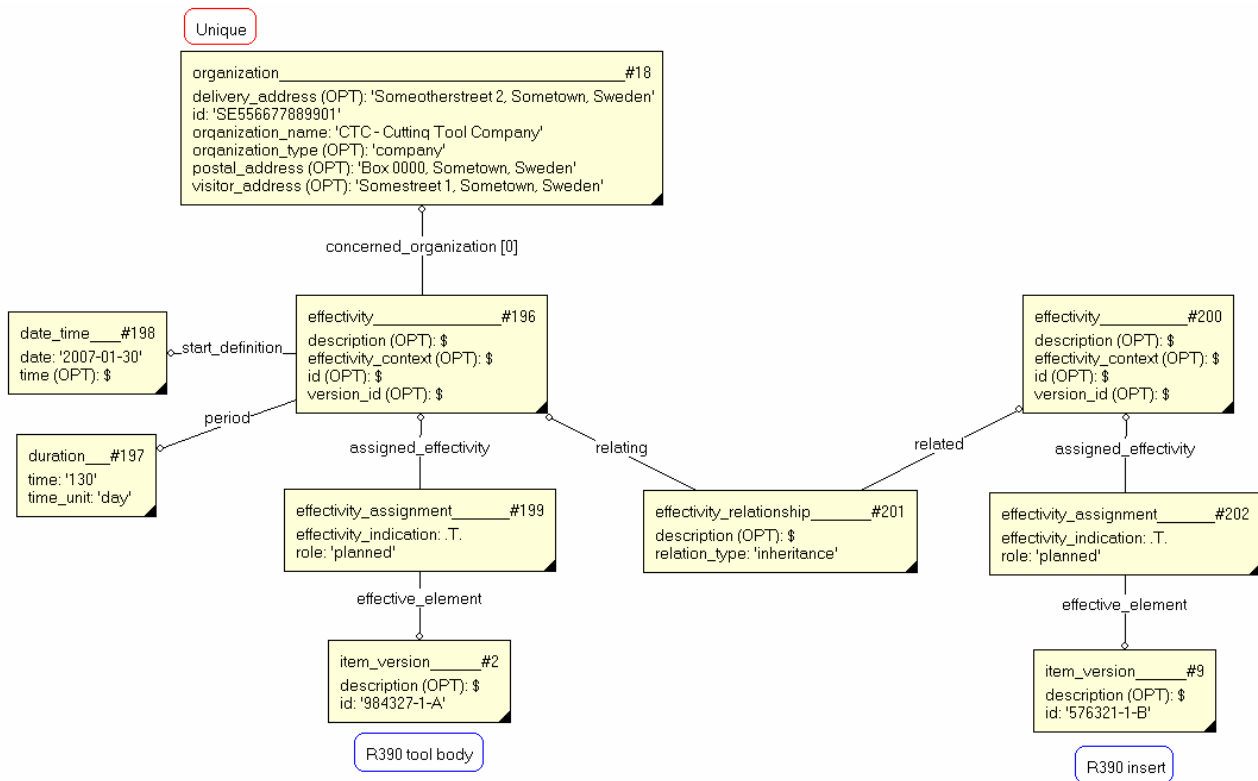 Unique
organization_____________________________________#18
delivery_address (OPT): 'Someotherstreet 2, Sometown, Sweden'
id: 'SE556677889901'
organization_name: 'CTC - Cutting Tool Company'
organization_type (OPT): 'company'
postal_address (OPT): 'Box 0000, Sometown, Sweden'
visitor_address (OPT): 'Somestreet 1, Sometown, Sweden'
concerned_organization [0]
date_time____#198
date: '2007-01-30'
time (OPT): $
start_definition
effectivity_______________#196
description (OPT): $
effectivity_context (OPT): $
id (OPT): $
version_id (OPT): $
effectivity__________#200
description (OPT): $
effectivity_context (OPT): $
id (OPT): $
version_id (OPT): $
period
duration___#197
time: '130'
time_unit: 'day'
assigned_effectivity
relating
related
assigned_effectivity
effectivity_assignment_______#199
effectivity_indication: .T.
role: 'planned'
effectivity_relationship_______#201
description (OPT): $
relation_type: 'inheritance'
effectivity_assignment_______#202
effectivity_indication: .T.
role: 'planned'
effective_element
effective_element
item_version______#2
description (OPT): $
id: '984327-1-A'
item_version______#9
description (OPT): $
id: '576321-1-B'
R390 tool body
R390 insert